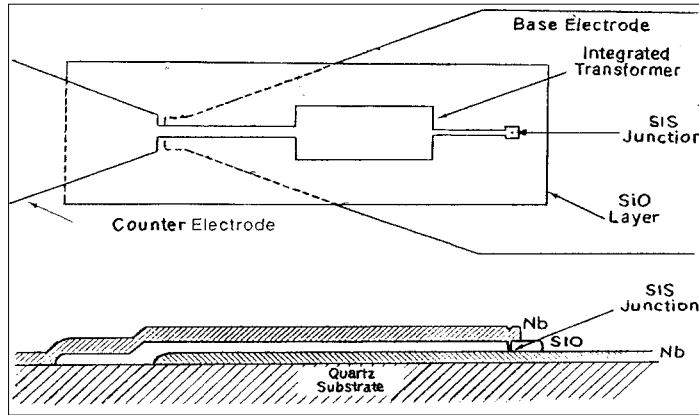 Base Electrode
Integrated
Transformer
SIS
Junction
SiO
Layer
Counter Electrode
SIS
Junction
Nb
SiO
Nb
Quartz
Substrate